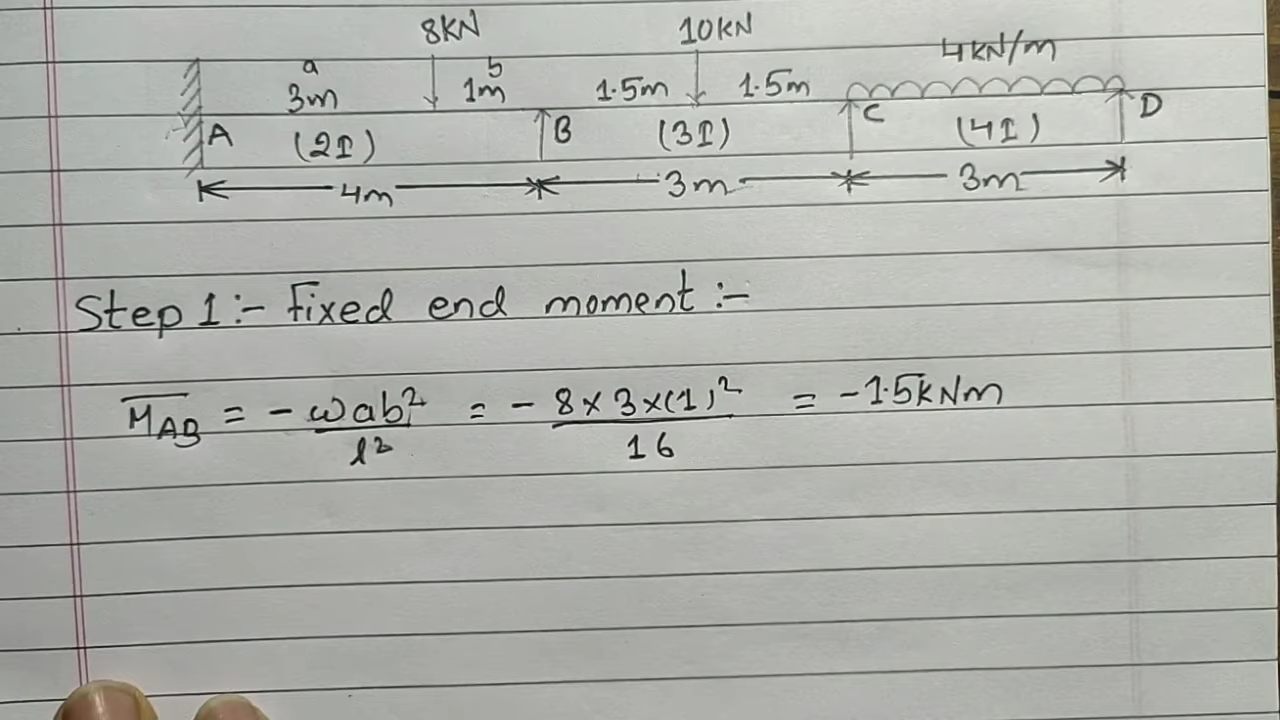 8KN 10KN 4KN/m
a b
3m 1m 1.5m 1.5m
A (2I) B (3I) C (4I) D
4m 3m 3m
Step 1:- Fixed end moment :-
M̅A̅B̅ = - wab²/l² = - 8×3×(1)²/16 = -1.5kNm